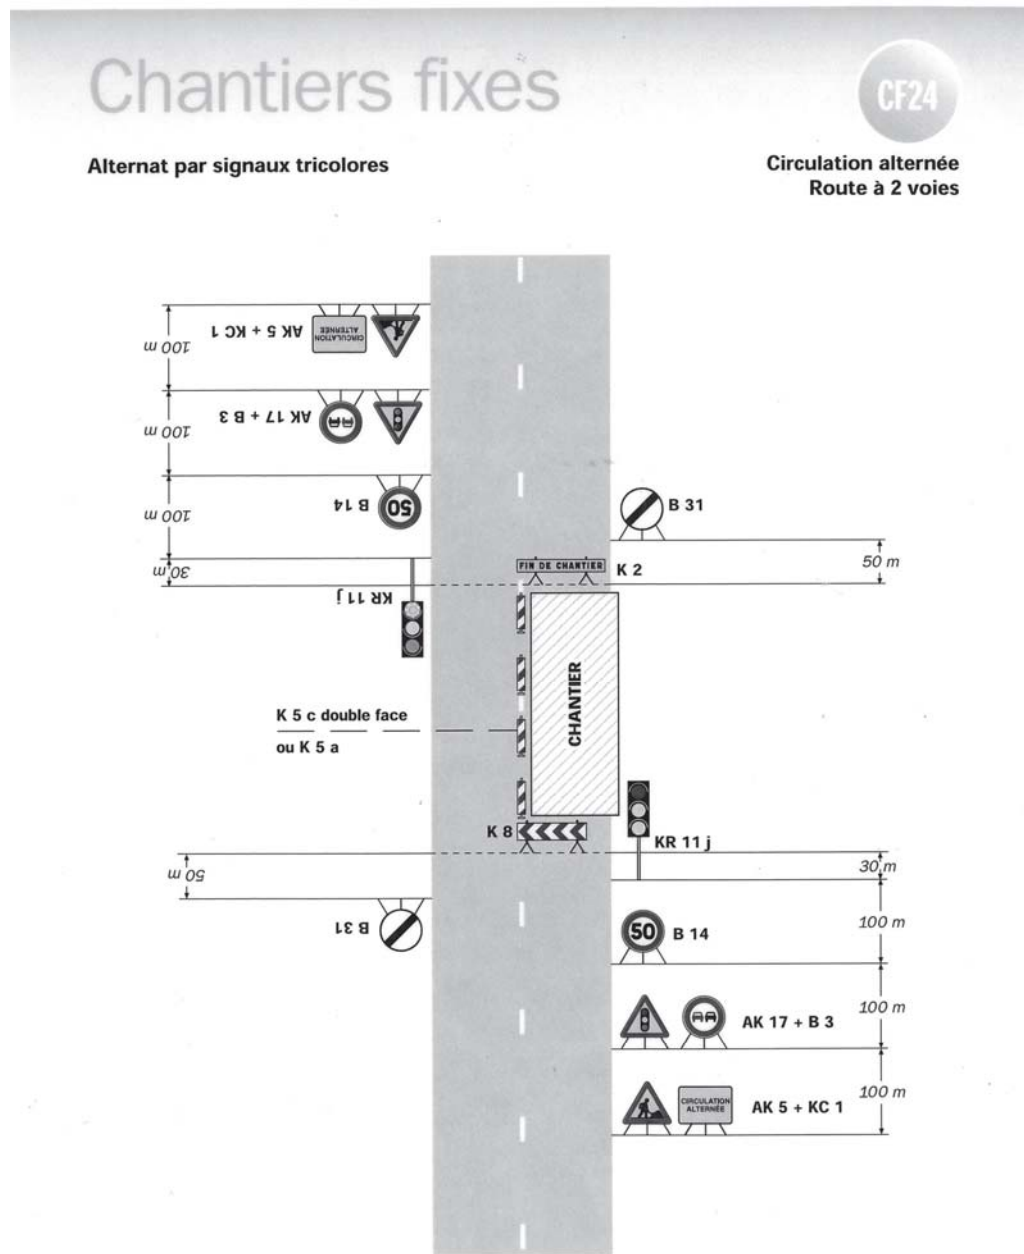 Chantiers fixes
CF24
Alternat par signaux tricolores
Circulation alternée
Route à 2 voies
100 m
AK 5 + KC 1
CIRCULATION
ALTERNÉE
100 m
AK 17 + B 3
100 m
B 14
50
B 31
30 m
FIN DE CHANTIER
K 2
50 m
KR 11 j
CHANTIER
K 5 c double face
ou K 5 a
K 8
KR 11 j
50 m
30 m
B 31
50
B 14
100 m
AK 17 + B 3
100 m
CIRCULATION
ALTERNÉE
AK 5 + KC 1
100 m